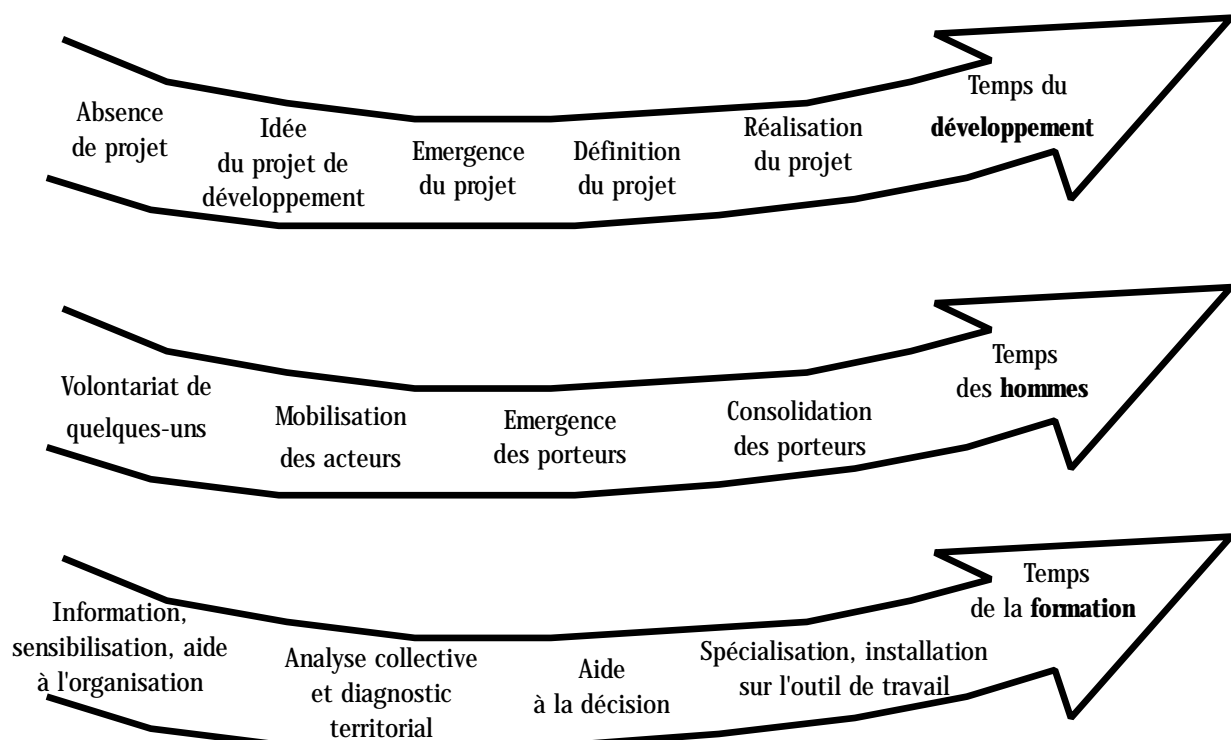 Absence
de projet
Idée
du projet de
développement
Emergence
du projet
Définition
du projet
Réalisation
du projet
Temps du
développement
Volontariat de
quelques-uns
Mobilisation
des acteurs
Emergence
des porteurs
Consolidation
des porteurs
Temps
des hommes
Information,
sensibilisation, aide
à l'organisation
Analyse collective
et diagnostic
territorial
Aide
à la décision
Spécialisation, installation
sur l'outil de travail
Temps
de la formation